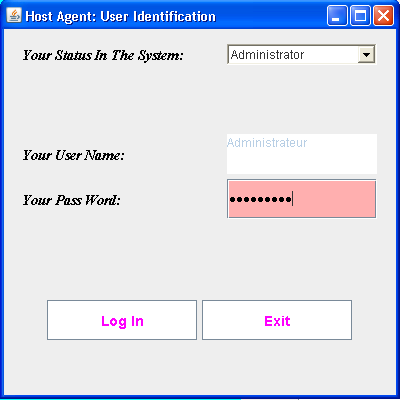 Host Agent: User Identification
Your Status In The System:
Administrator
Your User Name:
Administrateur
Your Pass Word:
●●●●●●●●●
Log In
Exit